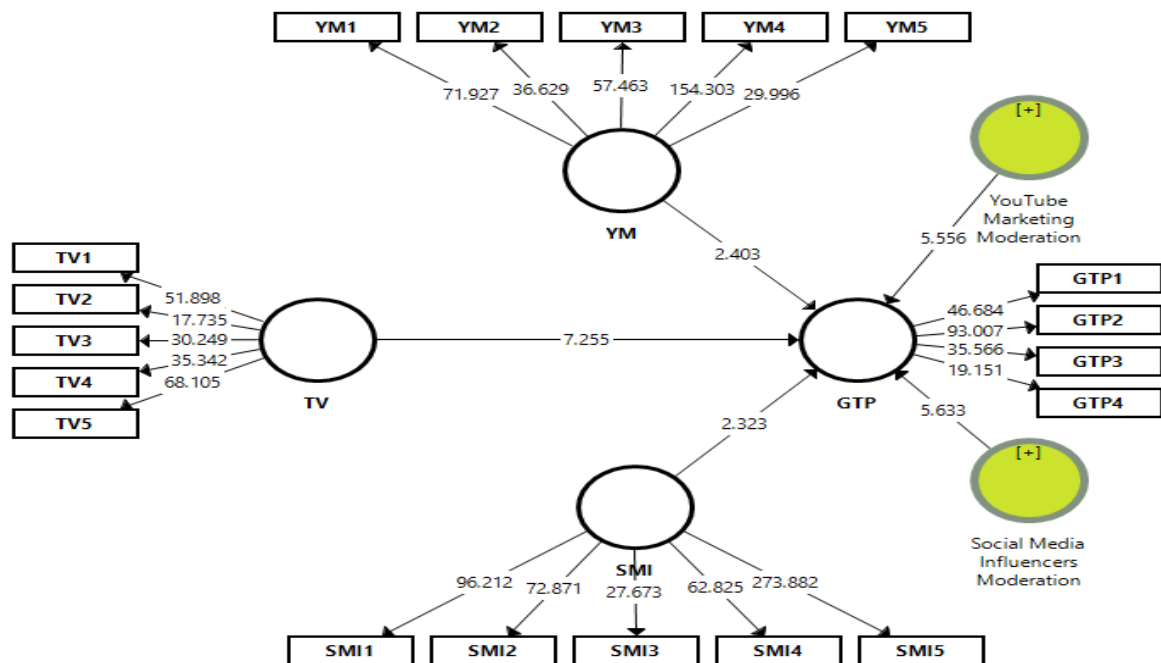 YM1 YM2 YM3 YM4 YM5
71.927 36.629 57.463 154.303 29.996
[+]
YouTube
Marketing
Moderation
YM
5.556
2.403
TV1
TV2
TV3
TV4
TV5
51.898
17.735
30.249
35.342
68.105
TV
7.255
GTP
46.684
93.007
35.566
19.151
GTP1
GTP2
GTP3
GTP4
2.323
5.633
[+]
Social Media
Influencers
Moderation
SMI
96.212 72.871 27.673 62.825 273.882
SMI1 SMI2 SMI3 SMI4 SMI5